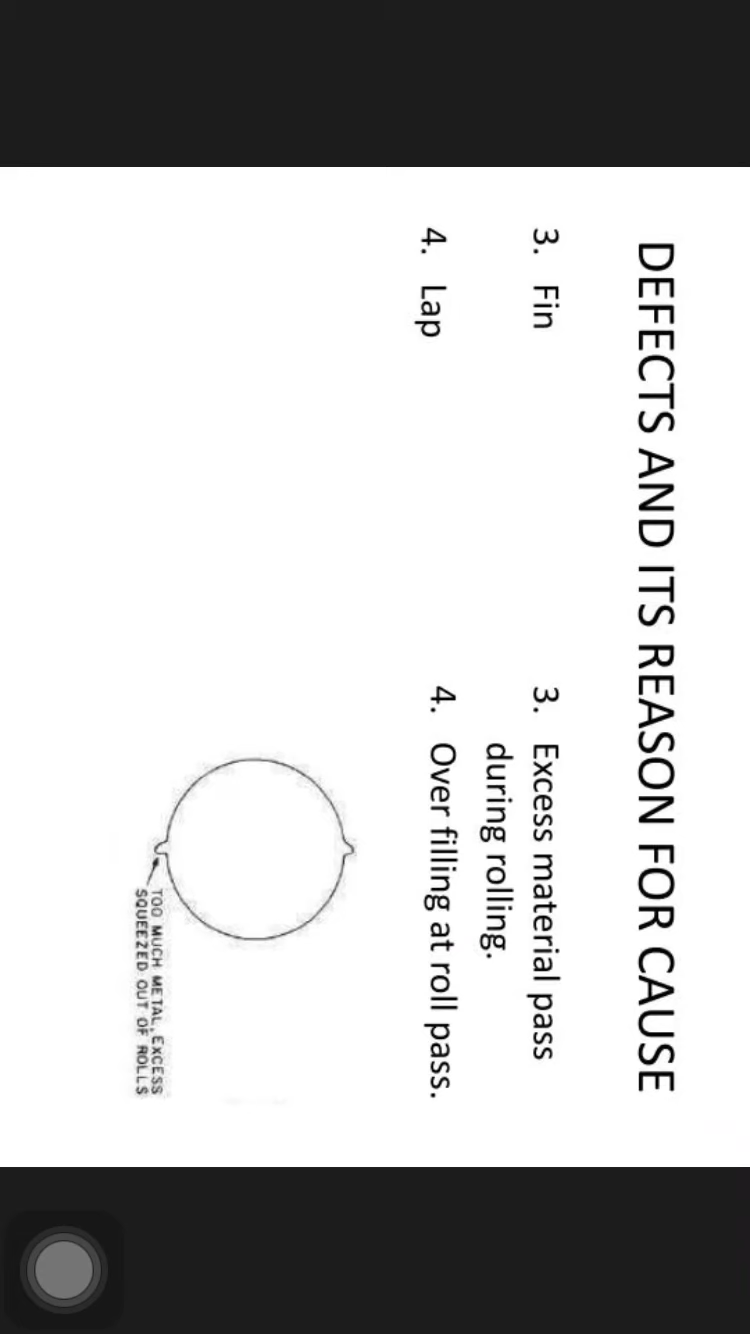 DEFECTS AND ITS REASON FOR CAUSE
3. Fin
4. Lap
3. Excess material pass
during rolling.
4. Over filling at roll pass.
TOO MUCH METAL, EXCESS
SQUEEZED OUT OF ROLLS